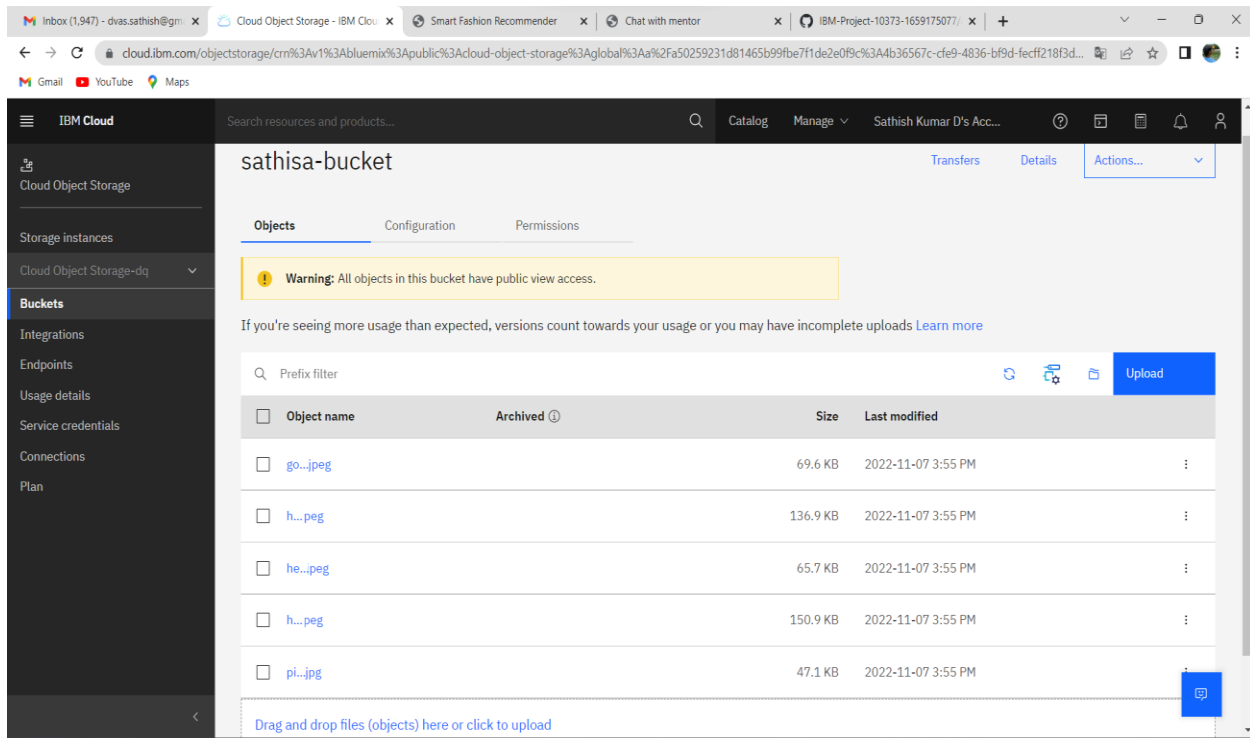 Inbox (1,947) - dvas.sathish@gm Cloud Object Storage - IBM Clou Smart Fashion Recommender Chat with mentor IBM-Project-10373-1659175077/
cloud.ibm.com/objectstorage/crn%3Av1%3Abluemix%3Apublic%3Acloud-object-storage%3Aglobal%3Aa%2Fa50259231d81465b99fbe7f1de2e0f9c%3A4b36567c-cfe9-4836-bf9d-fecff218f3d...
Gmail YouTube Maps
IBM Cloud Search resources and products... Catalog Manage Sathish Kumar D's Acc...
Cloud Object Storage
Storage instances
Cloud Object Storage-dq
Buckets
Integrations
Endpoints
Usage details
Service credentials
Connections
Plan
sathisa-bucket Transfers Details Actions...
Objects Configuration Permissions
Warning: All objects in this bucket have public view access.
If you're seeing more usage than expected, versions count towards your usage or you may have incomplete uploads Learn more
Prefix filter Upload
Object name Archived Size Last modified
go...jpeg 69.6 KB 2022-11-07 3:55 PM
h...peg 136.9 KB 2022-11-07 3:55 PM
he...jpeg 65.7 KB 2022-11-07 3:55 PM
h...peg 150.9 KB 2022-11-07 3:55 PM
pi...jpg 47.1 KB 2022-11-07 3:55 PM
Drag and drop files (objects) here or click to upload